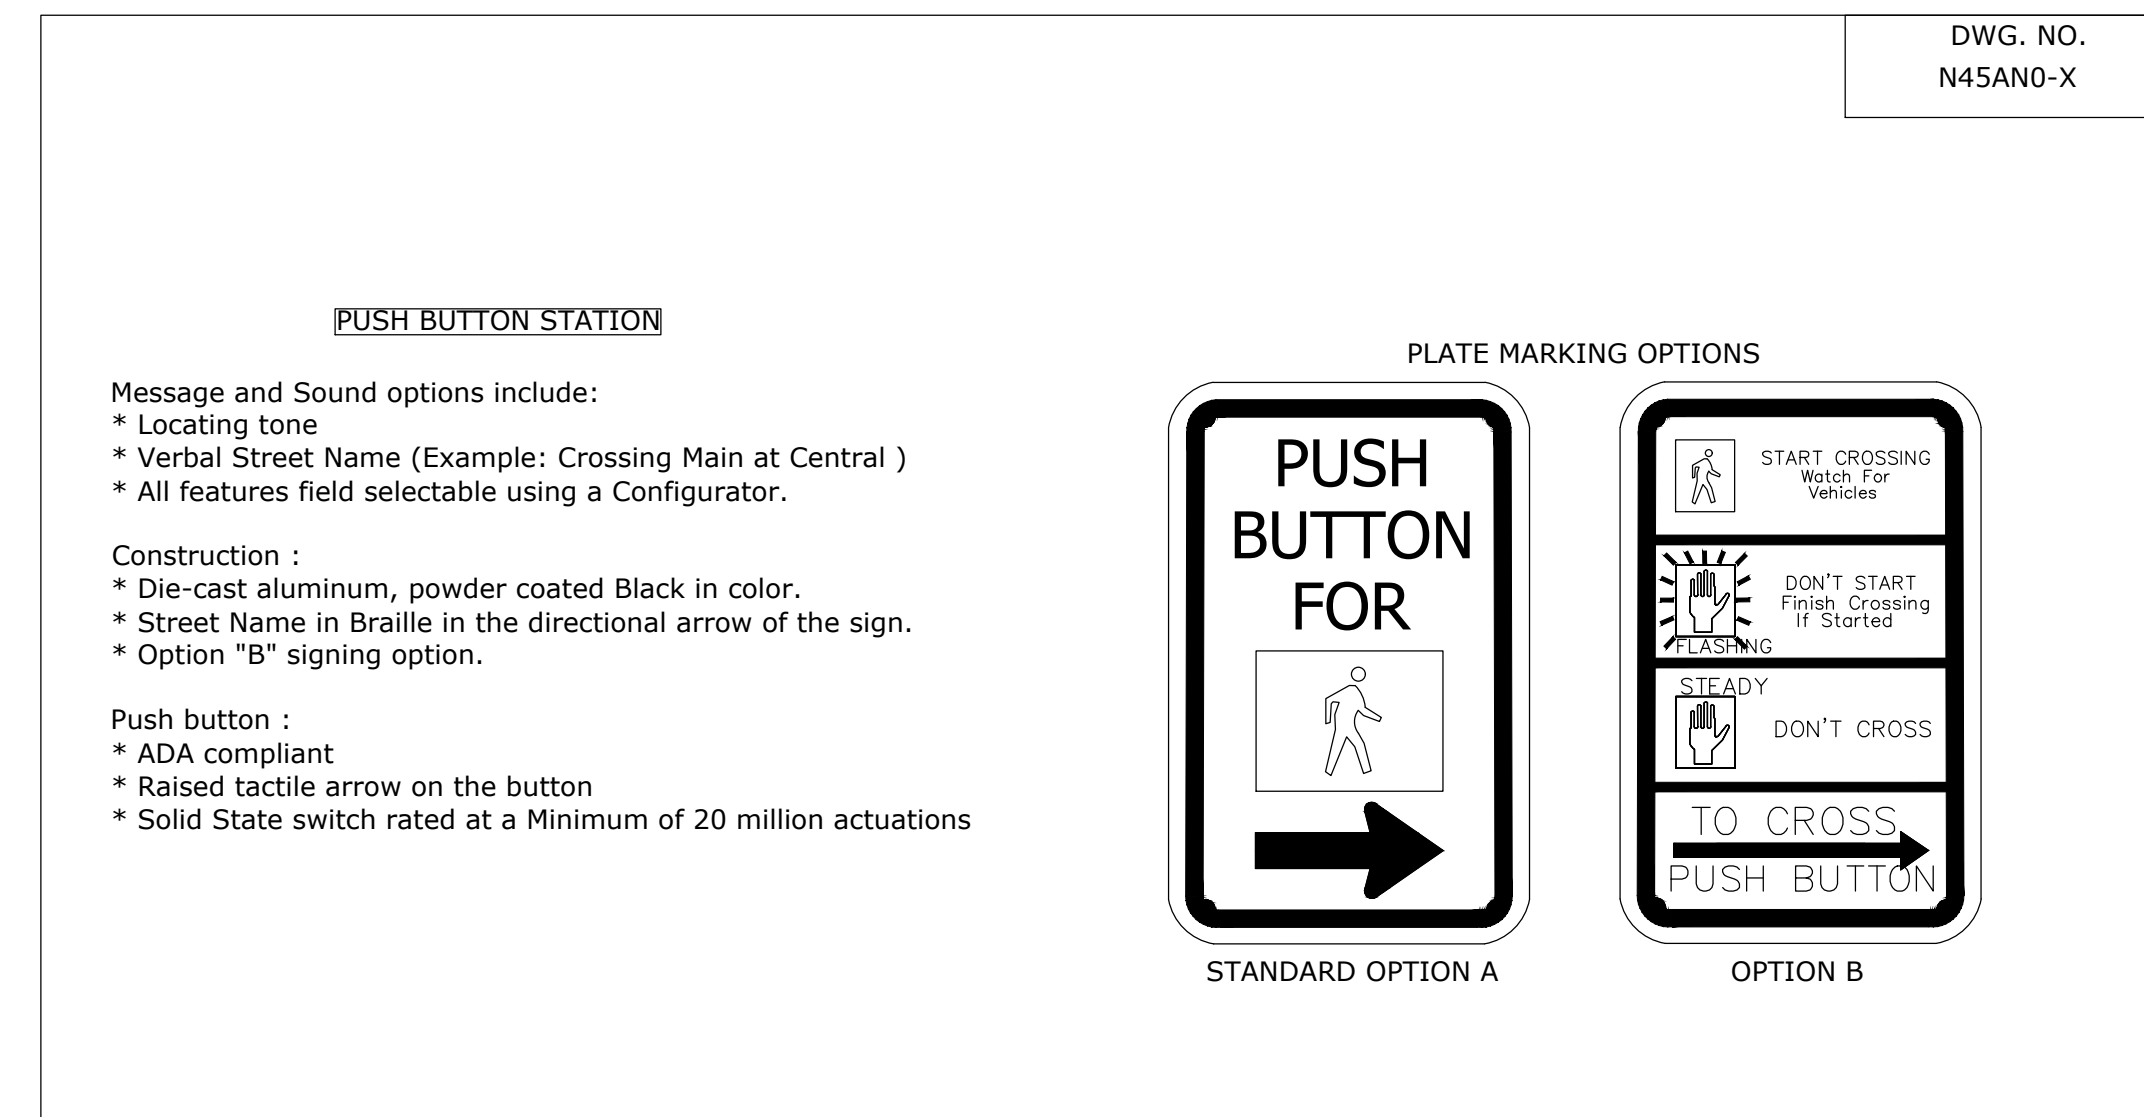 DWG. NO.
N45AN0-X
PUSH BUTTON STATION
Message and Sound options include:
* Locating tone
* Verbal Street Name (Example: Crossing Main at Central )
* All features field selectable using a Configurator.
Construction :
* Die-cast aluminum, powder coated Black in color.
* Street Name in Braille in the directional arrow of the sign.
* Option "B" signing option.
Push button :
* ADA compliant
* Raised tactile arrow on the button
* Solid State switch rated at a Minimum of 20 million actuations
PLATE MARKING OPTIONS
PUSH
BUTTON
FOR
STANDARD OPTION A
START CROSSING
Watch For
Vehicles
DON'T START
Finish Crossing
If Started
FLASHING
STEADY
DON'T CROSS
TO CROSS
PUSH BUTTON
OPTION B